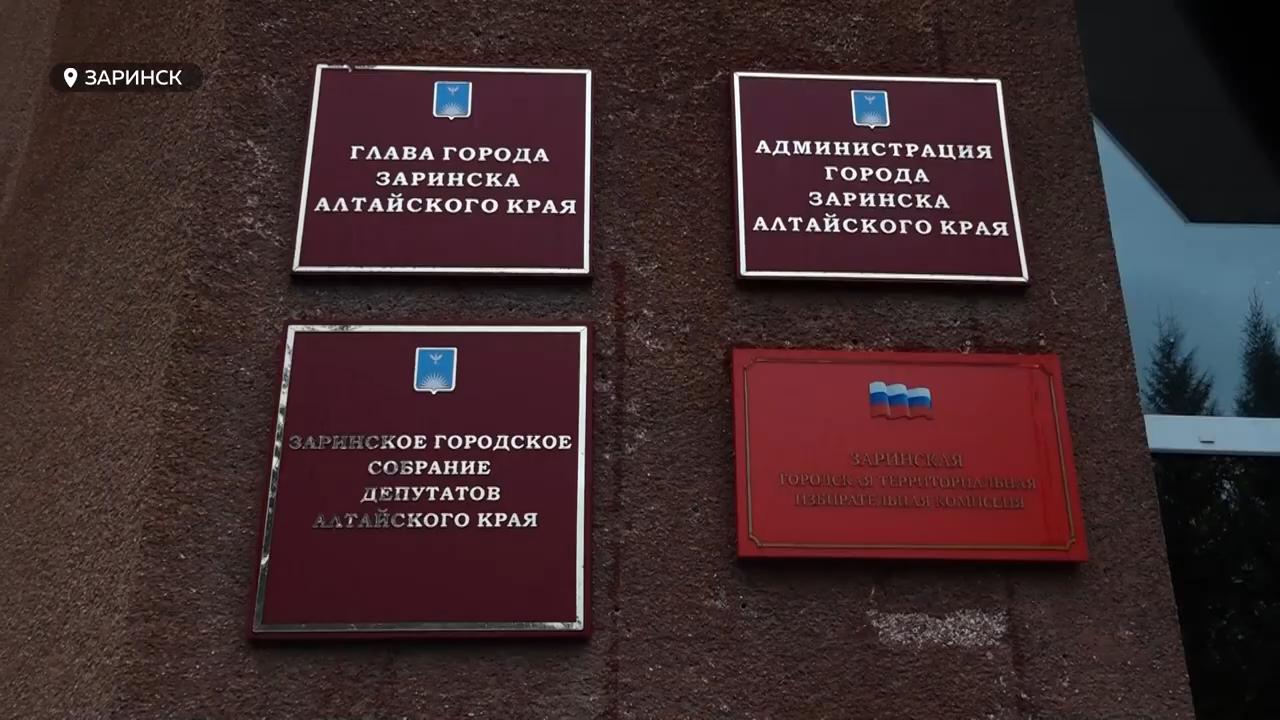 ЗАРИНСК
ГЛАВА ГОРОДА
ЗАРИНСКА
АЛТАЙСКОГО КРАЯ
АДМИНИСТРАЦИЯ
ГОРОДА
ЗАРИНСКА
АЛТАЙСКОГО КРАЯ
ЗАРИНСКОЕ ГОРОДСКОЕ
СОБРАНИЕ
ДЕПУТАТОВ
АЛТАЙСКОГО КРАЯ
ЗАРИНСКАЯ
ГОРОДСКАЯ ТЕРРИТОРИАЛЬНАЯ
ИЗБИРАТЕЛЬНАЯ КОМИССИЯ